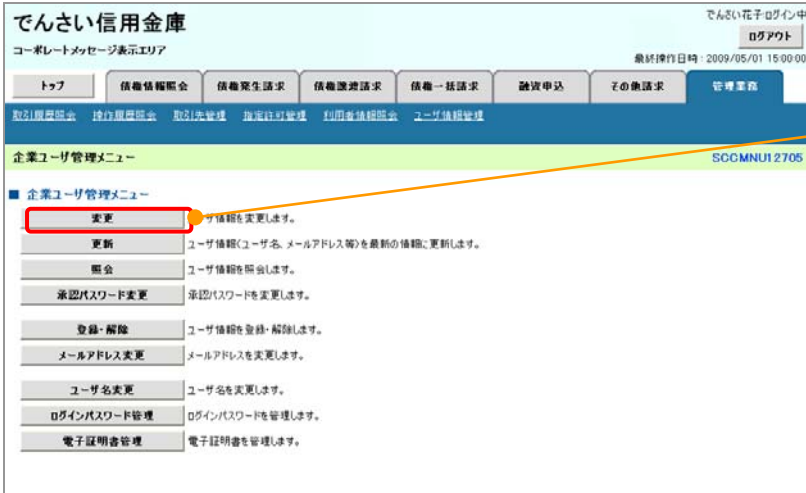 でんさい信用金庫
コーポレートメッセージ表示エリア
でんさい花子ログイン中
ログアウト
最終操作日時：2009/05/01 15:00:00
トップ 債権情報照会 債権発生請求 債権譲渡請求 債権一括請求 融資申込 その他請求 管理業務
取引履歴照会 操作履歴照会 取引先管理 指定許可管理 利用者情報照会 ユーザ情報管理
企業ユーザ管理メニュー SCCMNU12705
■ 企業ユーザ管理メニュー
変更 ユーザ情報を変更します。
更新 ユーザ情報(ユーザ名、メールアドレス等)を最新の情報に更新します。
照会 ユーザ情報を照会します。
承認パスワード変更 承認パスワードを変更します。
登録・解除 ユーザ情報を登録・解除します。
メールアドレス変更 メールアドレスを変更します。
ユーザ名変更 ユーザ名を変更します。
ログインパスワード管理 ログインパスワードを管理します。
電子証明書管理 電子証明書を管理します。